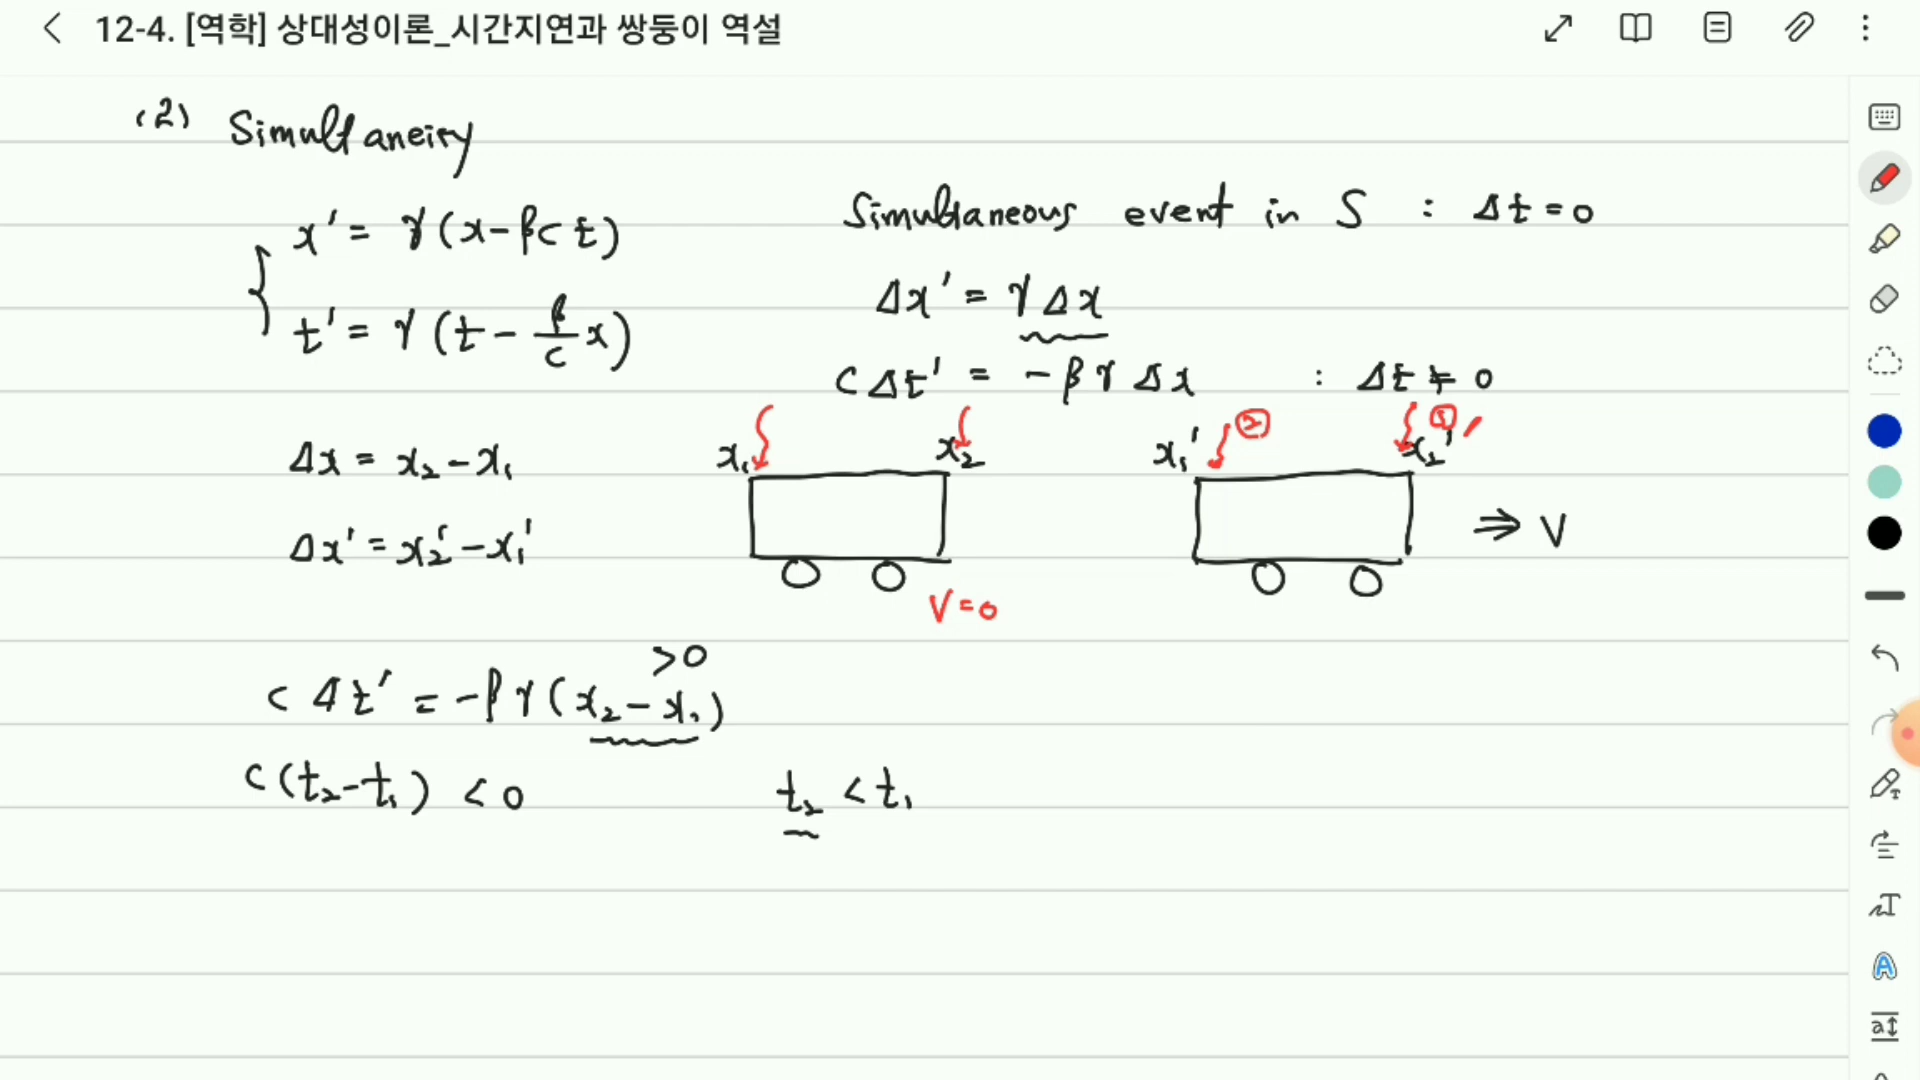 12-4. [역학] 상대성이론_시간지연과 쌍둥이 역설
(2) Simultaneity
x' = γ(x-βct)
t' = γ(t - β/c x)
Simultaneous event in S : Δt = 0
Δx' = γΔx
cΔt' = -βγΔx : Δt ≠ 0
Δx = x₂-x₁
Δx' = x₂'-x₁'
x₁ x₂
V=0
x₁' ② x₂' ①
⇒ V
cΔt' = -βγ(x₂-x₁) >0
c(t₂-t₁) < 0 t₂ < t₁